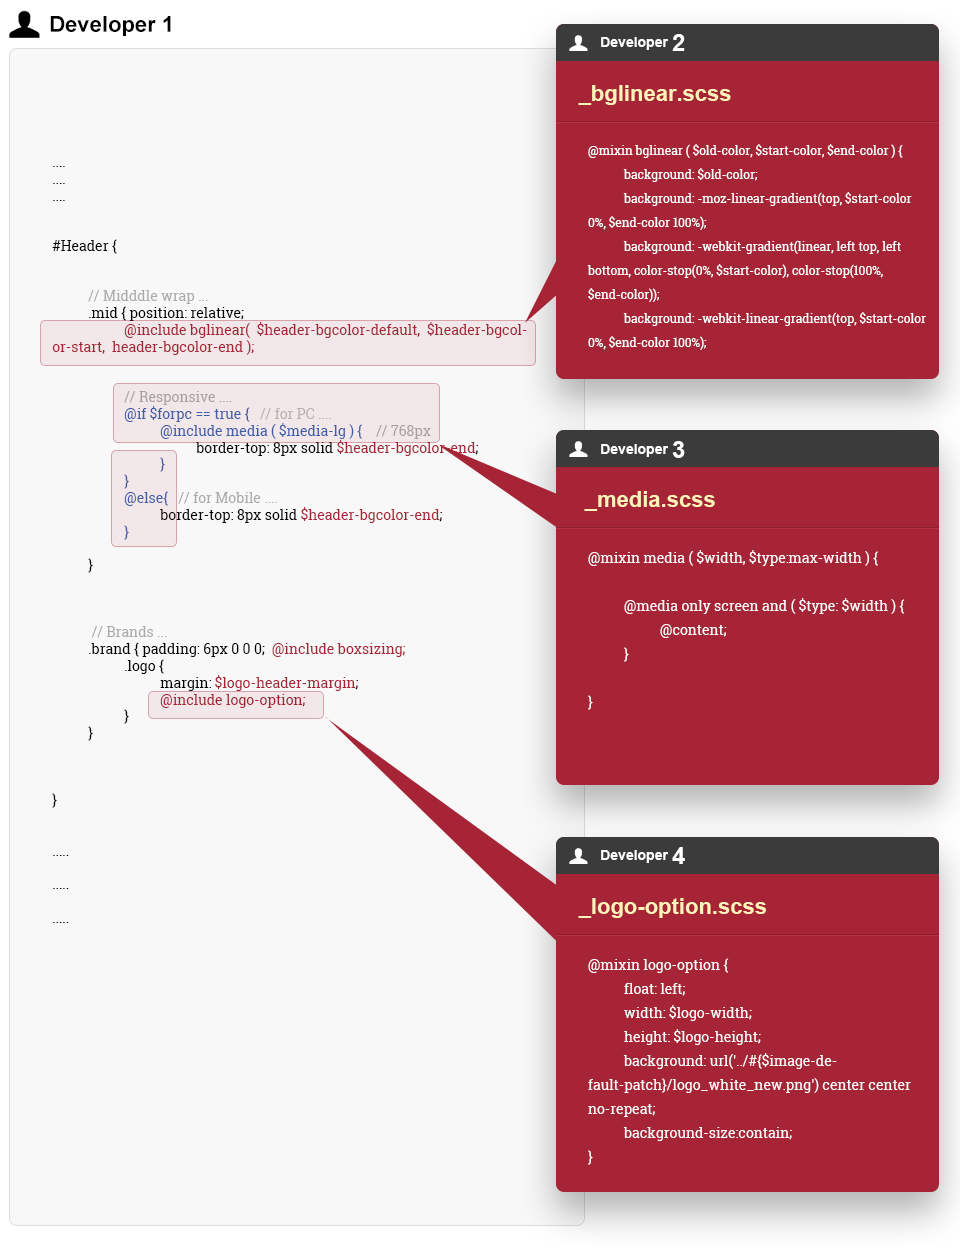 Developer 1
....
....
....
#Header {
// Midddle wrap ...
.mid { position: relative;
@include bglinear( $header-bgcolor-default, $header-bgcol-
or-start, header-bgcolor-end );
// Responsive ....
@if $forpc == true { // for PC ....
@include media ( $media-lg ) { // 768px
border-top: 8px solid $header-bgcolor-end;
}
}
@else{ // for Mobile ....
border-top: 8px solid $header-bgcolor-end;
}
}
// Brands ...
.brand { padding: 6px 0 0 0; @include boxsizing;
.logo {
margin: $logo-header-margin;
@include logo-option;
}
}
}
.....
.....
.....
Developer 2
_bglinear.scss
@mixin bglinear ( $old-color, $start-color, $end-color ) {
background: $old-color;
background: -moz-linear-gradient(top, $start-color
0%, $end-color 100%);
background: -webkit-gradient(linear, left top, left
bottom, color-stop(0%, $start-color), color-stop(100%,
$end-color));
background: -webkit-linear-gradient(top, $start-color
0%, $end-color 100%);
Developer 3
_media.scss
@mixin media ( $width, $type:max-width ) {
@media only screen and ( $type: $width ) {
@content;
}
}
Developer 4
_logo-option.scss
@mixin logo-option {
float: left;
width: $logo-width;
height: $logo-height;
background: url('../#{$image-de-
fault-patch}/logo_white_new.png') center center
no-repeat;
background-size:contain;
}